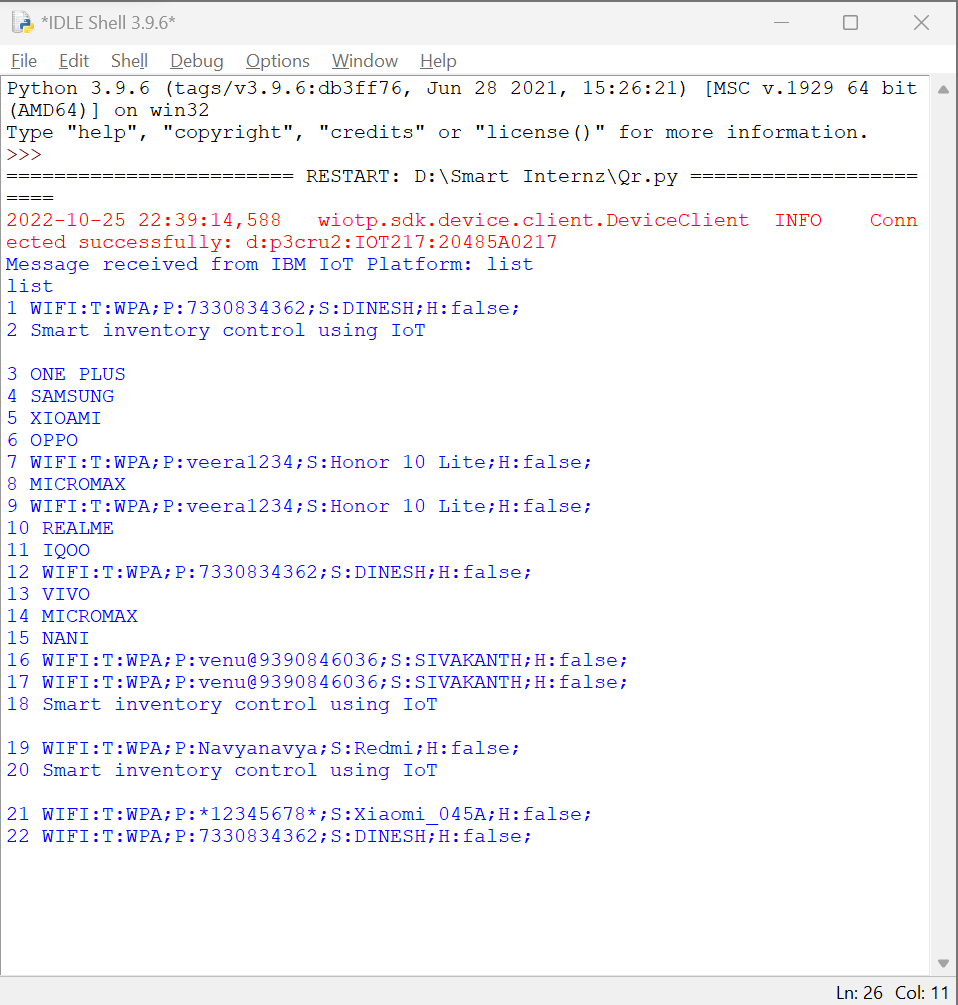 *IDLE Shell 3.9.6*
File Edit Shell Debug Options Window Help
Python 3.9.6 (tags/v3.9.6:db3ff76, Jun 28 2021, 15:26:21) [MSC v.1929 64 bit
(AMD64)] on win32
Type "help", "copyright", "credits" or "license()" for more information.
>>>
======================== RESTART: D:\Smart Internz\Qr.py ===================
====
2022-10-25 22:39:14,588   wiotp.sdk.device.client.DeviceClient  INFO    Conn
ected successfully: d:p3cru2:IOT217:20485A0217
Message received from IBM IoT Platform: list
list
1 WIFI:T:WPA;P:7330834362;S:DINESH;H:false;
2 Smart inventory control using IoT
3 ONE PLUS
4 SAMSUNG
5 XIOAMI
6 OPPO
7 WIFI:T:WPA;P:veera1234;S:Honor 10 Lite;H:false;
8 MICROMAX
9 WIFI:T:WPA;P:veera1234;S:Honor 10 Lite;H:false;
10 REALME
11 IQOO
12 WIFI:T:WPA;P:7330834362;S:DINESH;H:false;
13 VIVO
14 MICROMAX
15 NANI
16 WIFI:T:WPA;P:venu@9390846036;S:SIVAKANTH;H:false;
17 WIFI:T:WPA;P:venu@9390846036;S:SIVAKANTH;H:false;
18 Smart inventory control using IoT
19 WIFI:T:WPA;P:Navyanavya;S:Redmi;H:false;
20 Smart inventory control using IoT
21 WIFI:T:WPA;P:*12345678*;S:Xiaomi_045A;H:false;
22 WIFI:T:WPA;P:7330834362;S:DINESH;H:false;
Ln: 26 Col: 11